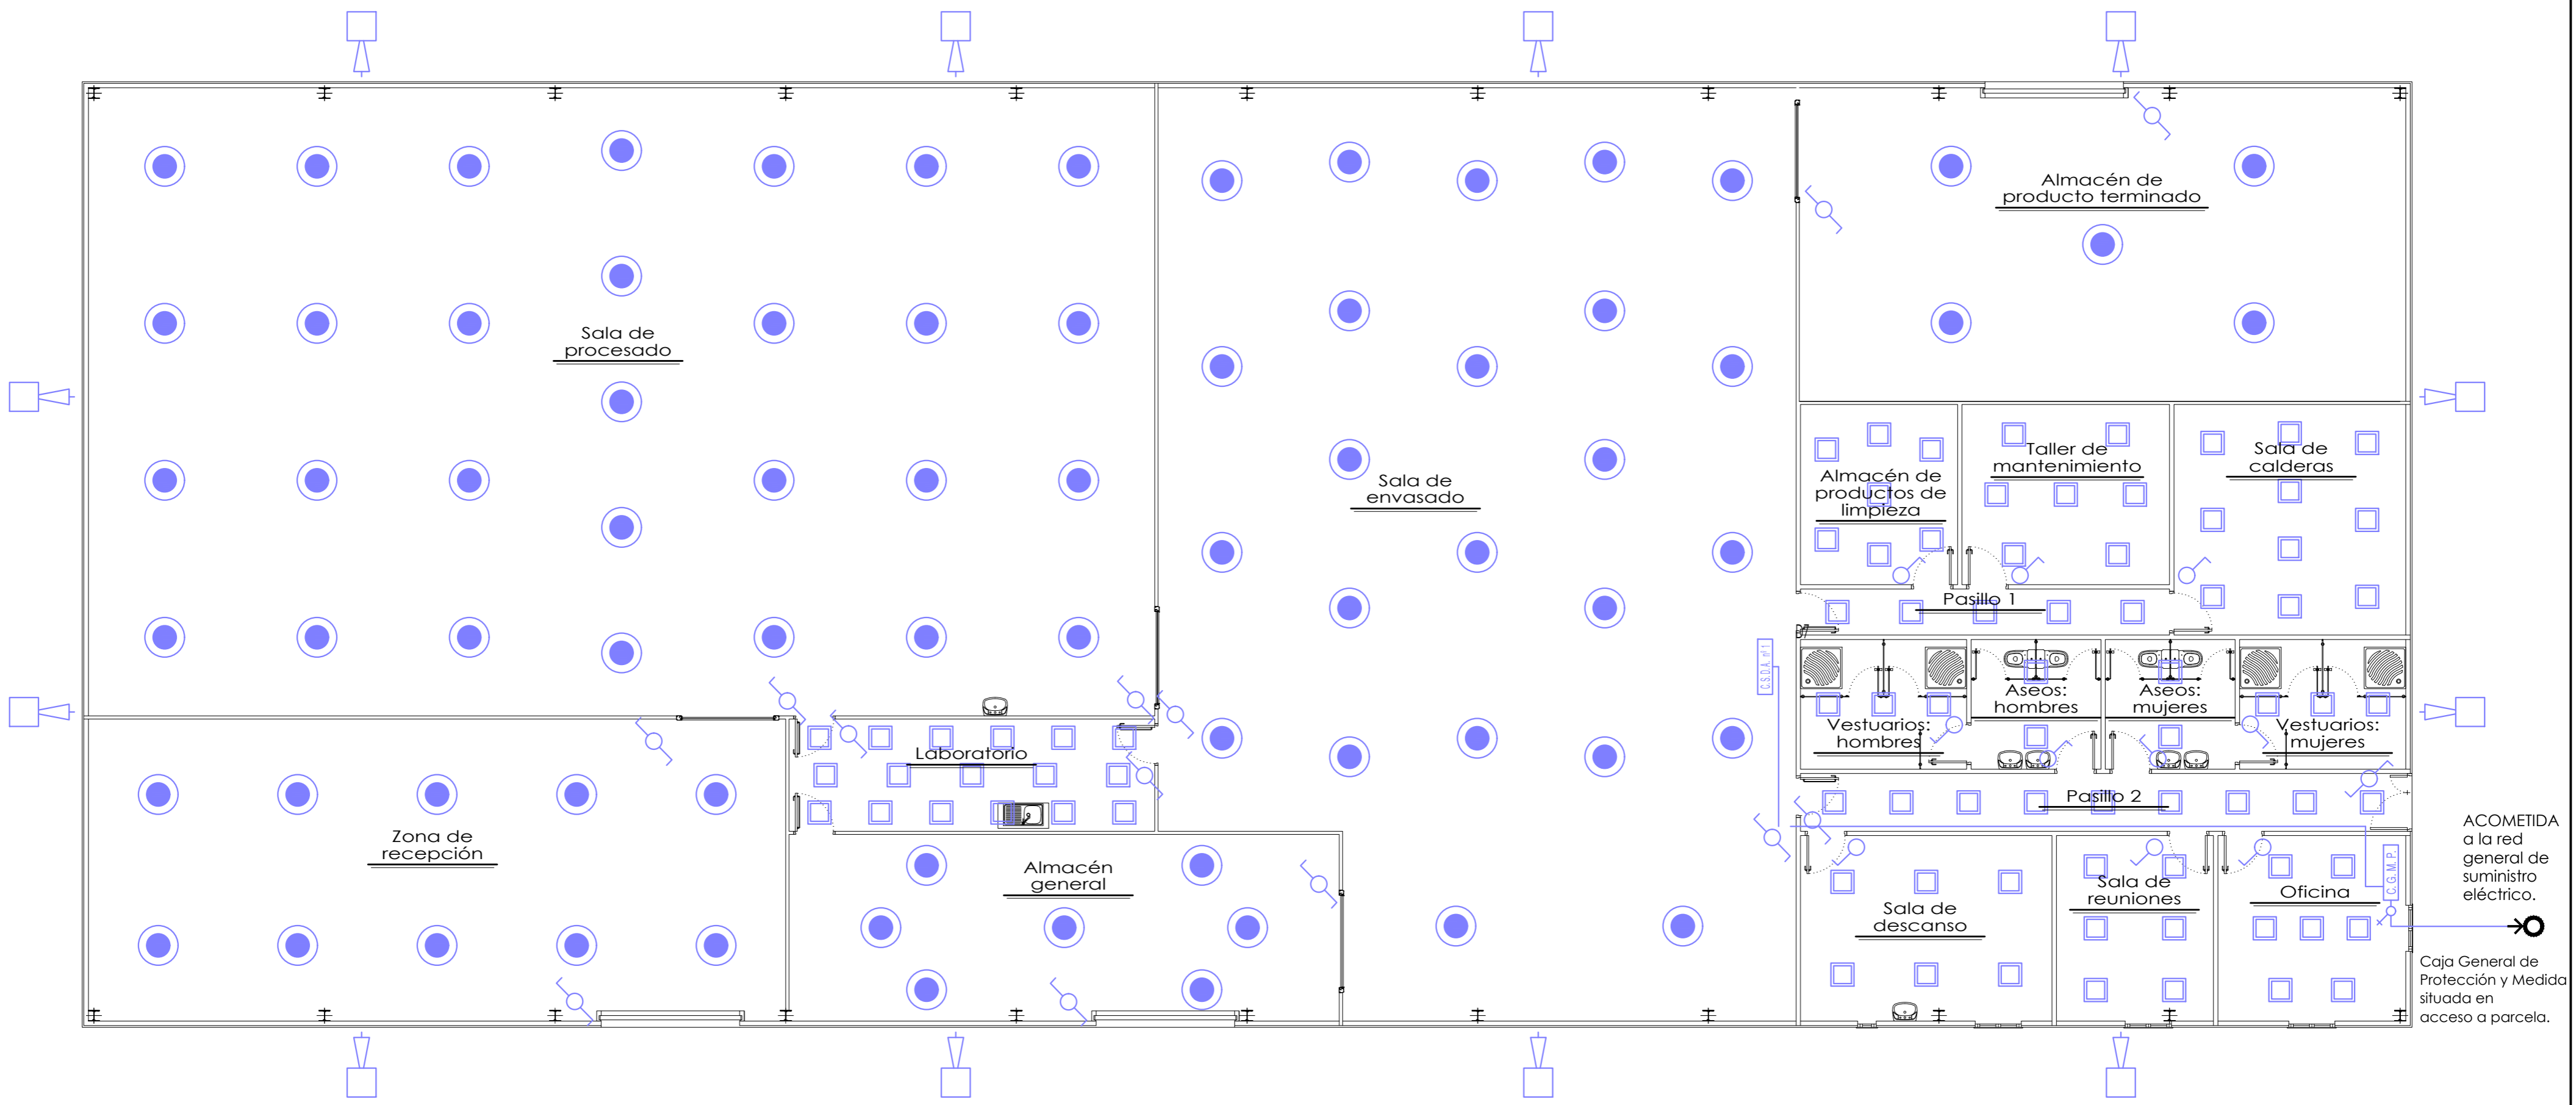 Almacén de
producto terminado
Sala de
procesado
Sala de
envasado
Almacén de
productos de
limpieza
Taller de
mantenimiento
Sala de
calderas
Pasillo 1
C.S.D.A. nº 1
Aseos:
hombres
Aseos:
mujeres
Vestuarios:
hombres
Vestuarios:
mujeres
Laboratorio
Pasillo 2
Zona de
recepción
Almacén
general
Sala de
descanso
Sala de
reuniones
Oficina
C. G. M. P.
ACOMETIDA
a la red
general de
suministro
eléctrico.
Caja General de
Protección y Medida
situada en
acceso a parcela.